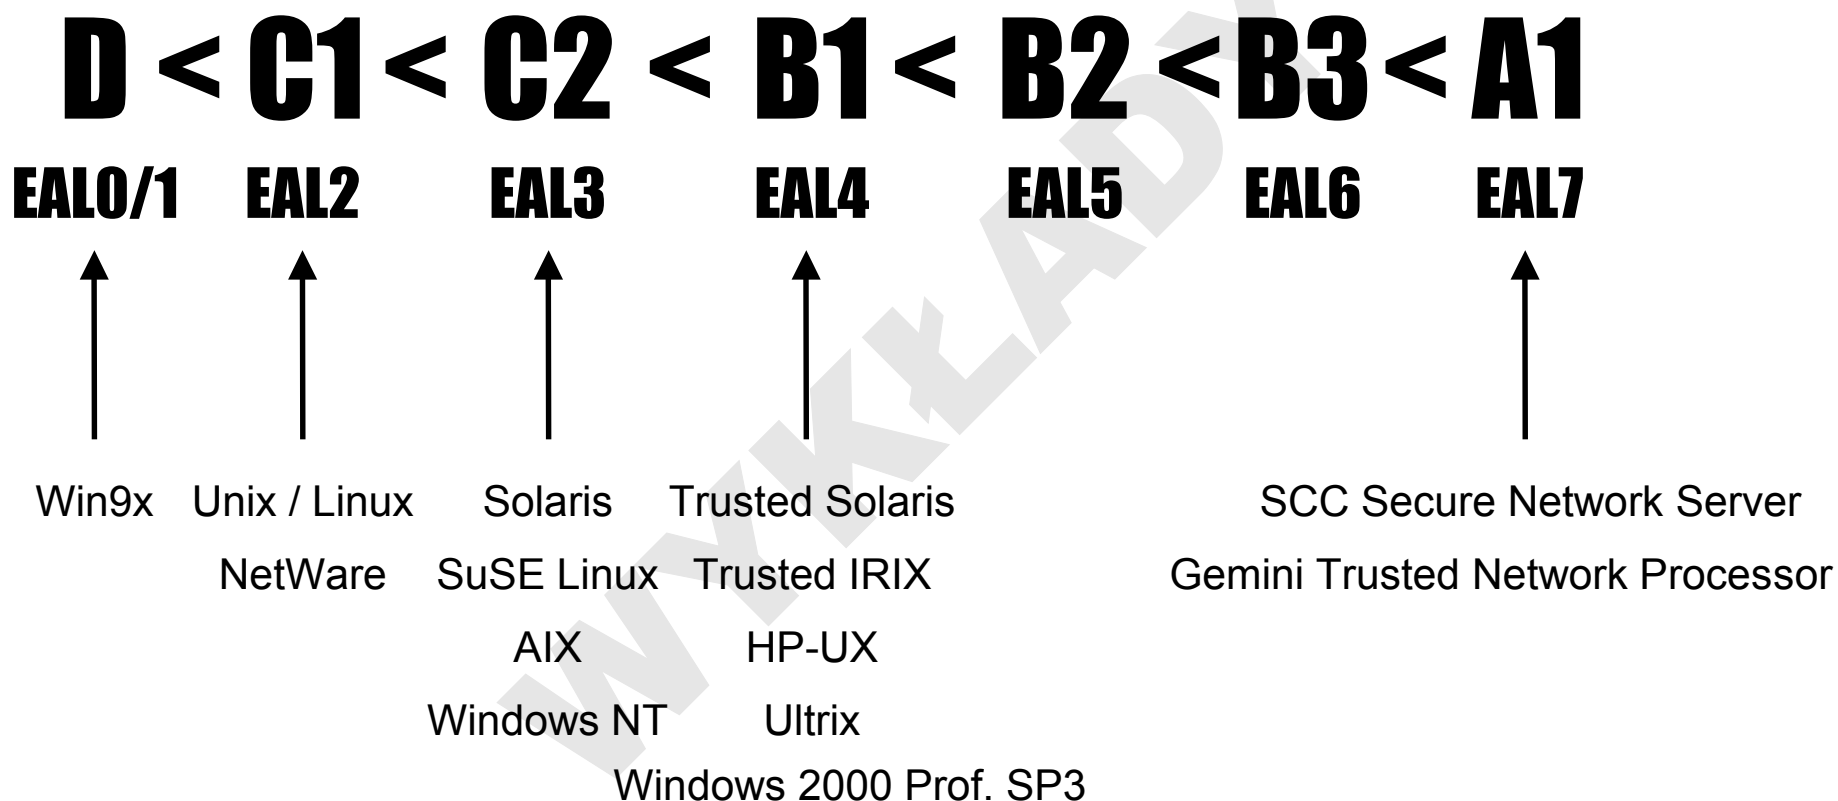 D < C1 < C2 < B1 < B2 < B3 < A1
EAL0/1 EAL2 EAL3 EAL4 EAL5 EAL6 EAL7
Win9x Unix / Linux Solaris Trusted Solaris SCC Secure Network Server
NetWare SuSE Linux Trusted IRIX Gemini Trusted Network Processor
AIX HP-UX
Windows NT Ultrix
Windows 2000 Prof. SP3
WYKŁADY